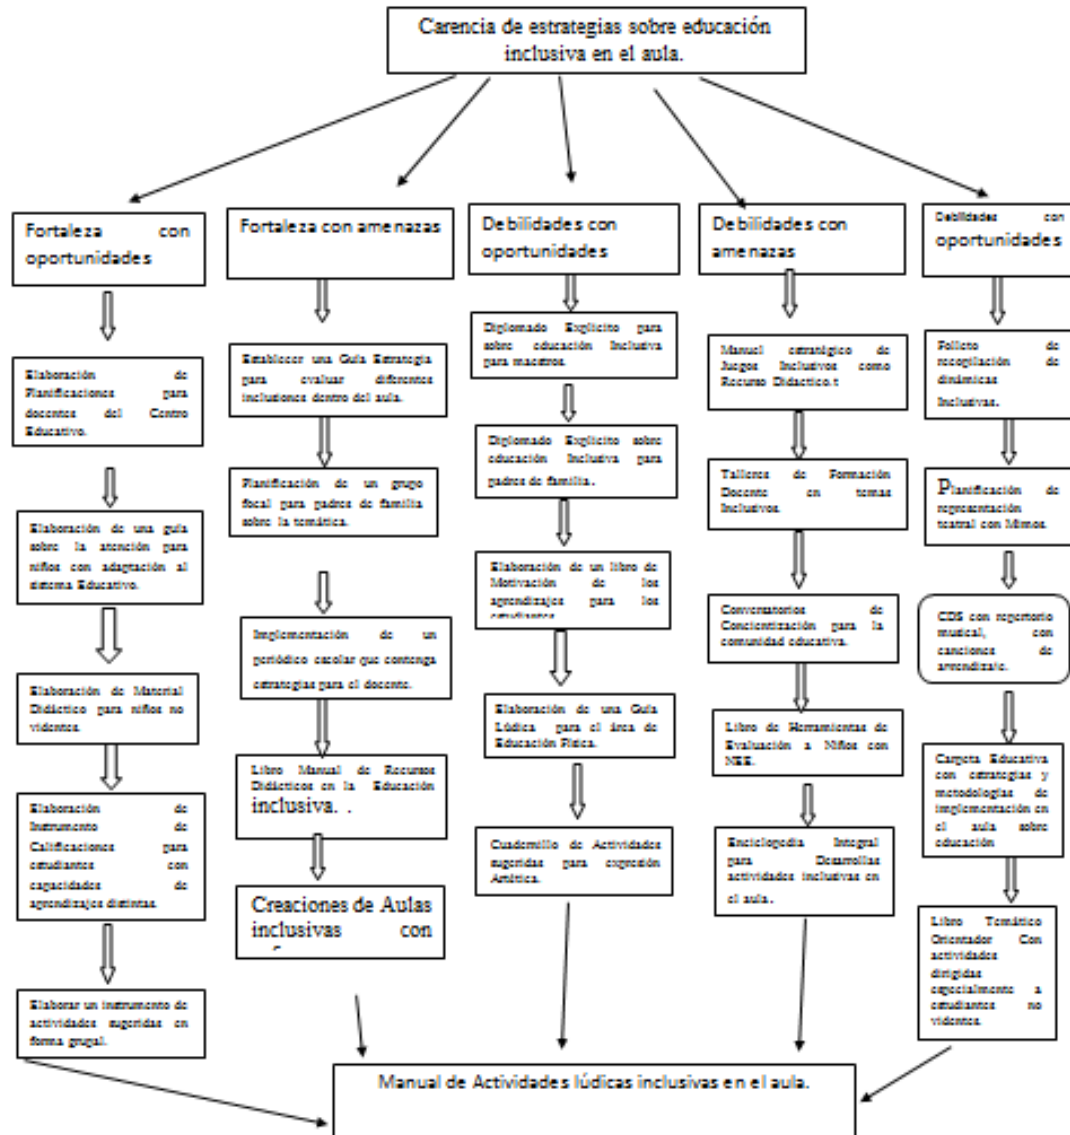 Carencia de estrategias sobre educación
inclusiva en el aula.
Fortaleza con
oportunidades
Elaboración de
Planificaciones para
docentes del Centro
Educativo.
Elaboración de una guía
sobre la atención para
niños con adaptación al
sistema Educativo.
Elaboración de Material
Didáctico para niños no
videntes.
Elaboración de
Instrumento de
Calificaciones para
estudiantes con
capacidades de
aprendizajes distintas.
Elaborar un instrumento de
actividades sugeridas en
forma grupal.
Fortaleza con amenazas
Establecer una Guía Estrategia
para evaluar diferentes
inclusiones dentro del aula.
Planificación de un grupo
focal para padres de familia
sobre la temática.
Implementación de un
periódico escolar que contenga
estrategias para el docente.
Libro Manual de Recursos
Didácticos en la Educación
inclusiva. .
Creaciones de Aulas
inclusivas con
Debilidades con
oportunidades
Diplomado Explícito para
sobre educación Inclusiva
para maestros.
Diplomado Explícito sobre
educación Inclusiva para
padres de familia.
Elaboración de un libro de
Motivación de los
aprendizajes para los
estudiantes
Elaboración de una Guía
Lúdica para el área de
Educación Física.
Cuadernillo de Actividades
sugeridas para expresión
Debilidades con
amenazas
Manuel estratégico de
Juegos Inclusivos como
Recurso Didactico.t
Talleres de Formación
Docente en temas
Inclusivos.
Conversatorios de
Concientización para la
comunidad educativa.
Libro de Herramientas de
Evaluación a Niños con
NEE.
Enciclopedia Integral
para Desarrollas
actividades inclusivas en
el aula.
Debilidades con
oportunidades
Folleto de
recopilación de
dinámicas
Inclusivas.
Planificación de
representación
teatral con Mimos
CDS con repertorio
musical, con
canciones de
aprendizaje.
Carpeta Educativa
con estrategias y
metodologías de
implementación en
el aula sobre
educación
Libro Temático
Orientador Con
actividades
dirigidas
especialmente a
estudiantes no
videntes
Manual de Actividades lúdicas inclusivas en el aula.